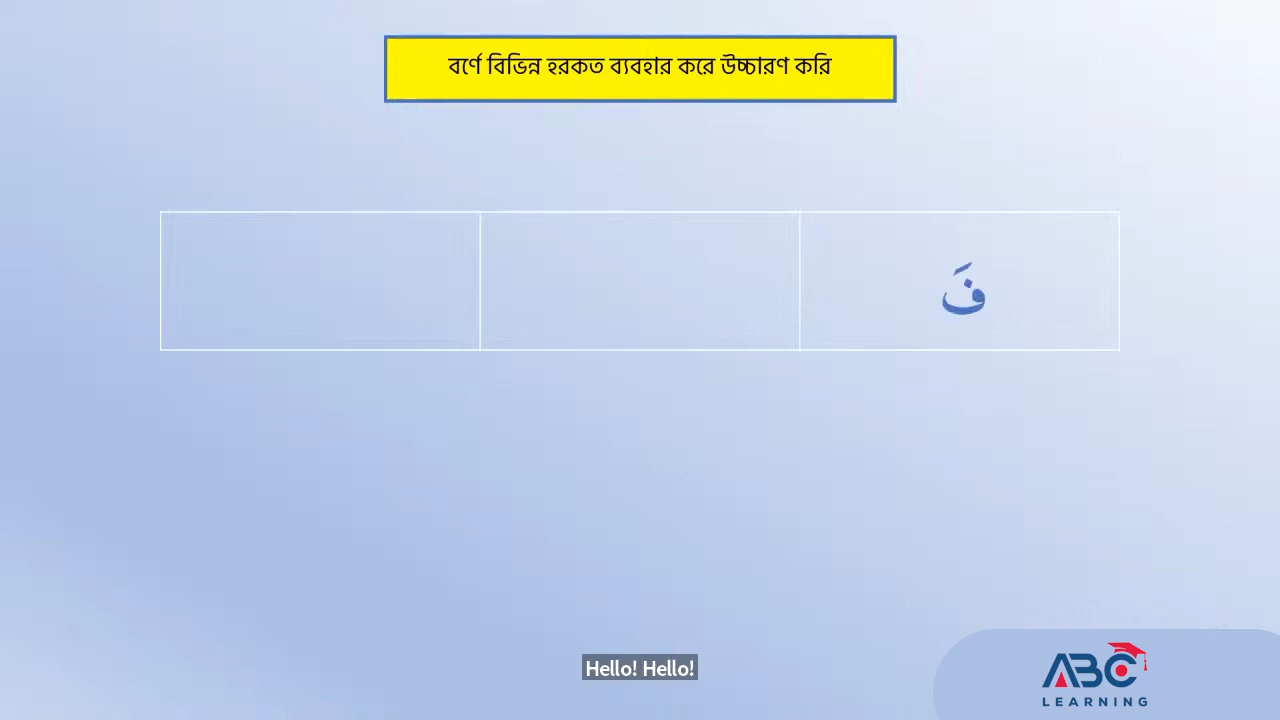 বর্ণে বিভিন্ন হরকত ব্যবহার করে উচ্চারণ করি
فَ
Hello! Hello!
ABC
LEARNING